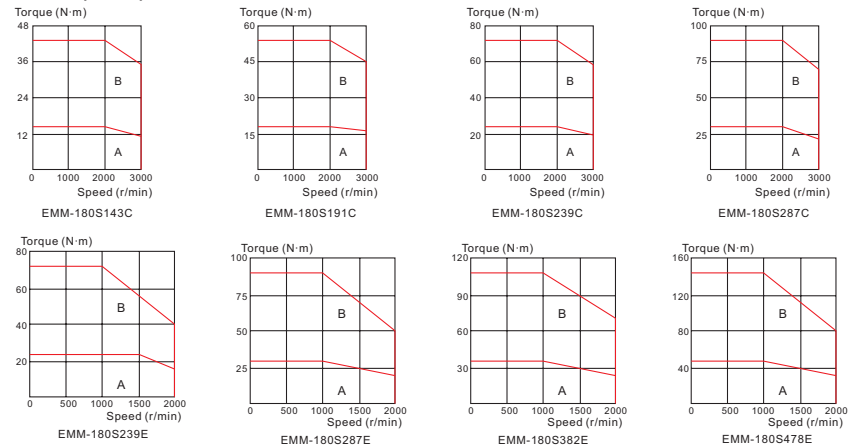 Torque (N·m)
48
36
24
12
B
A
0 1000 2000 3000
Speed (r/min)
EMM-180S143C
Torque (N·m)
60
45
30
15
B
A
0 1000 2000 3000
Speed (r/min)
EMM-180S191C
Torque (N·m)
80
60
40
20
B
A
0 1000 2000 3000
Speed (r/min)
EMM-180S239C
Torque (N·m)
100
75
50
25
B
A
0 1000 2000 3000
Speed (r/min)
EMM-180S287C
Torque (N·m)
80
60
40
20
B
A
0 500 1000 1500 2000
Speed (r/min)
EMM-180S239E
Torque (N·m)
100
75
50
25
B
A
0 500 1000 1500 2000
Speed (r/min)
EMM-180S287E
Torque (N·m)
120
90
60
30
B
A
0 500 1000 1500 2000
Speed (r/min)
EMM-180S382E
Torque (N·m)
160
120
80
40
B
A
0 500 1000 1500 2000
Speed (r/min)
EMM-180S478E